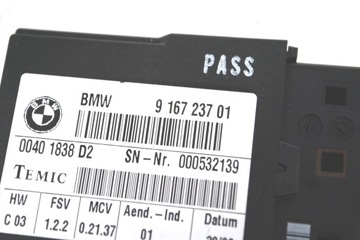 PASS
BMW 9 167 237 01
0040 1838 D2 SN-Nr. 000532139
TEMIC
HW FSV MCV Aend.-Ind. Datum
C 03 1.2.2 0.21.37 01